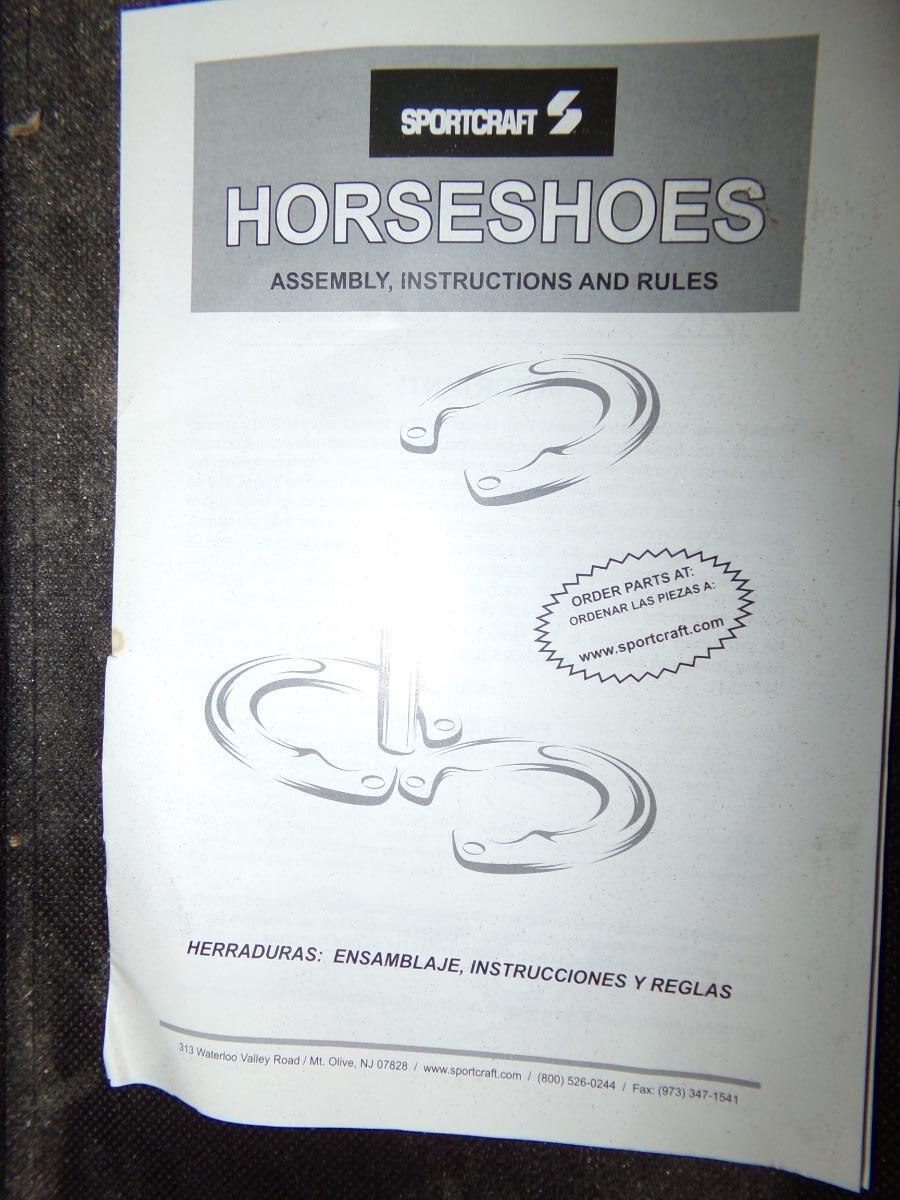 SPORTCRAFT
HORSESHOES
ASSEMBLY, INSTRUCTIONS AND RULES
ORDER PARTS AT:
ORDENAR LAS PIEZAS A:
www.sportcraft.com
HERRADURAS: ENSAMBLAJE, INSTRUCCIONES Y REGLAS
313 Waterloo Valley Road / Mt. Olive, NJ 07828 / www.sportcraft.com / (800) 526-0244 / Fax: (973) 347-1541